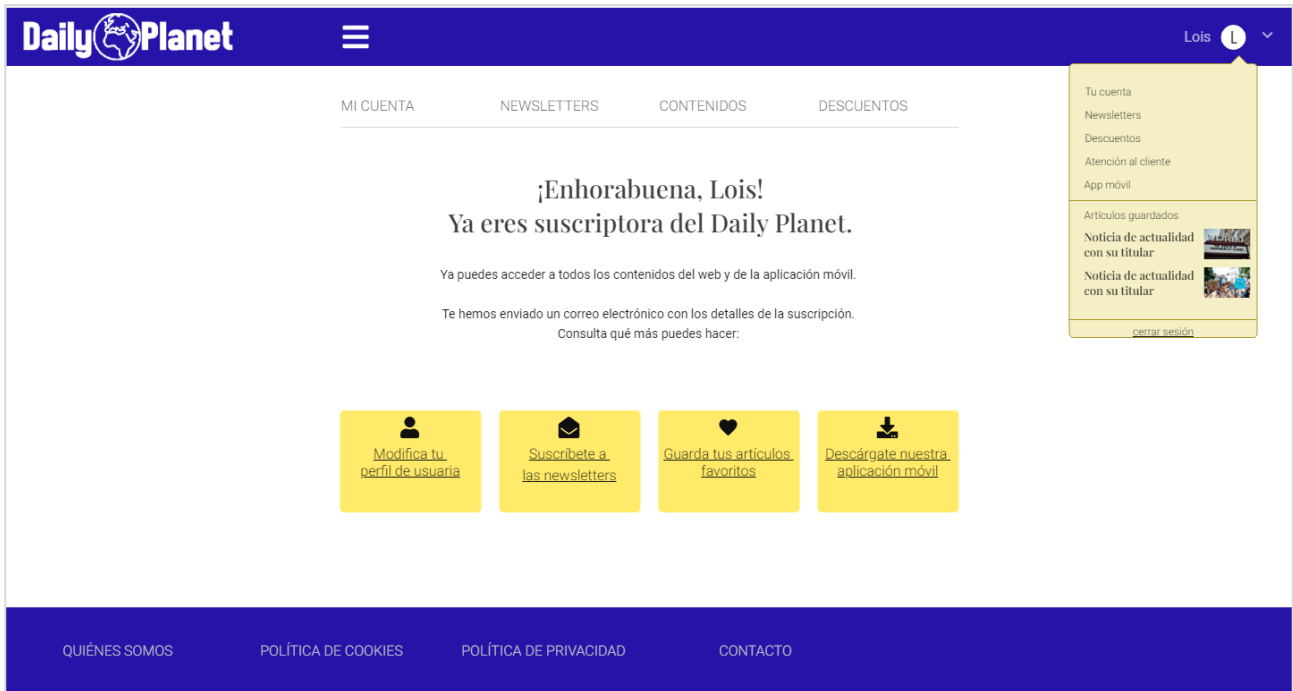 Daily Planet
Lois L
MI CUENTA NEWSLETTERS CONTENIDOS DESCUENTOS
¡Enhorabuena, Lois!
Ya eres suscriptora del Daily Planet.
Ya puedes acceder a todos los contenidos del web y de la aplicación móvil.
Te hemos enviado un correo electrónico con los detalles de la suscripción.
Consulta qué más puedes hacer:
Modifica tu
perfil de usuaria
Suscríbete a
las newsletters
Guarda tus artículos
favoritos
Descárgate nuestra
aplicación móvil
Tu cuenta
Newsletters
Descuentos
Atención al cliente
App móvil
Artículos guardados
Noticia de actualidad
con su titular
Noticia de actualidad
con su titular
cerrar sesión
QUIÉNES SOMOS POLÍTICA DE COOKIES POLÍTICA DE PRIVACIDAD CONTACTO